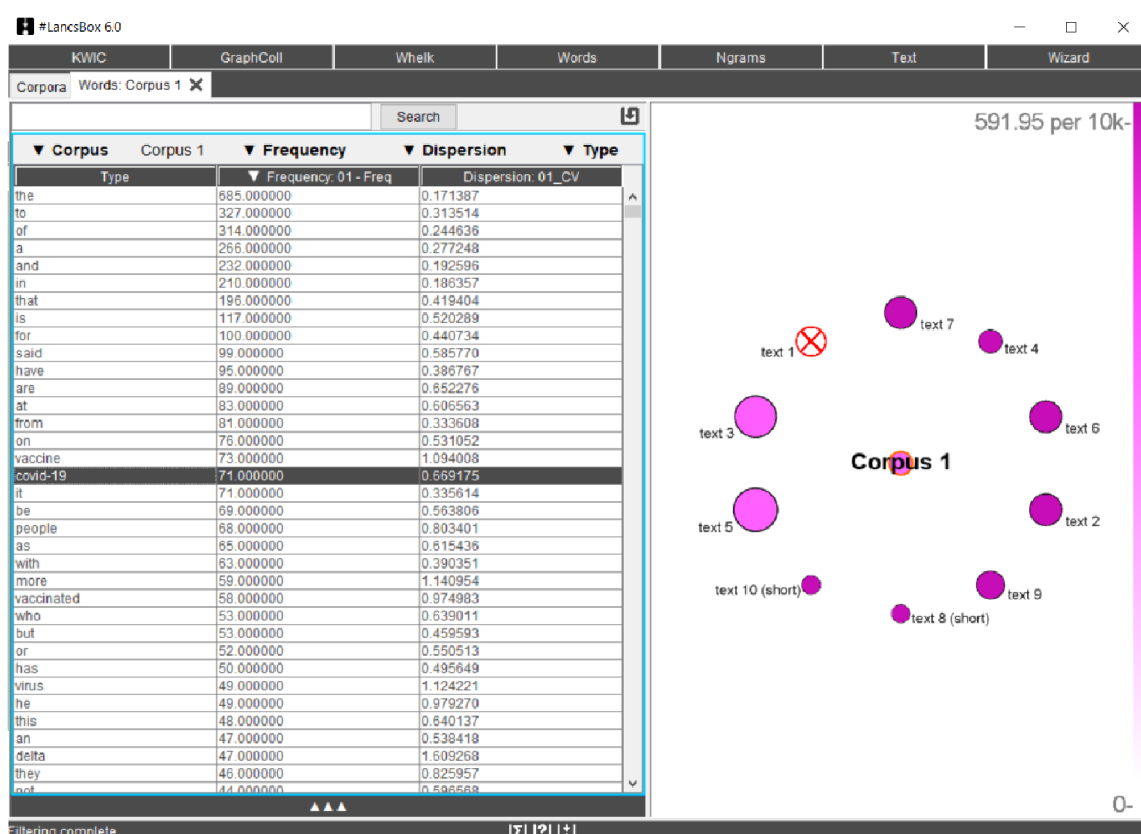 #LancsBox 6.0
KWIC GraphColl Whelk Words Ngrams Text Wizard
Corpora Words: Corpus 1
Search
▼ Corpus Corpus 1 ▼ Frequency ▼ Dispersion ▼ Type
Type ▼ Frequency: 01 - Freq Dispersion: 01_CV
the 685.000000 0.171387
to 327.000000 0.313514
of 314.000000 0.244636
a 266.000000 0.277248
and 232.000000 0.192596
in 210.000000 0.186357
that 196.000000 0.419404
is 117.000000 0.520289
for 100.000000 0.440734
said 99.000000 0.585770
have 95.000000 0.386767
are 89.000000 0.652276
at 83.000000 0.606563
from 81.000000 0.333608
on 76.000000 0.531052
vaccine 73.000000 1.094008
covid-19 71.000000 0.669175
it 71.000000 0.335614
be 69.000000 0.563806
people 68.000000 0.803401
as 65.000000 0.615436
with 63.000000 0.390351
more 59.000000 1.140954
vaccinated 58.000000 0.974983
who 53.000000 0.639011
but 53.000000 0.459593
or 52.000000 0.550513
has 50.000000 0.495649
virus 49.000000 1.124221
he 49.000000 0.979270
this 48.000000 0.640137
an 47.000000 0.538418
delta 47.000000 1.609268
they 46.000000 0.825957
not 44.000000 0.596568
▲▲▲
Filtering complete
591.95 per 10k-
text 7
text 1
text 4
text 3
text 6
Corpus 1
text 5
text 2
text 10 (short)
text 9
text 8 (short)
0-